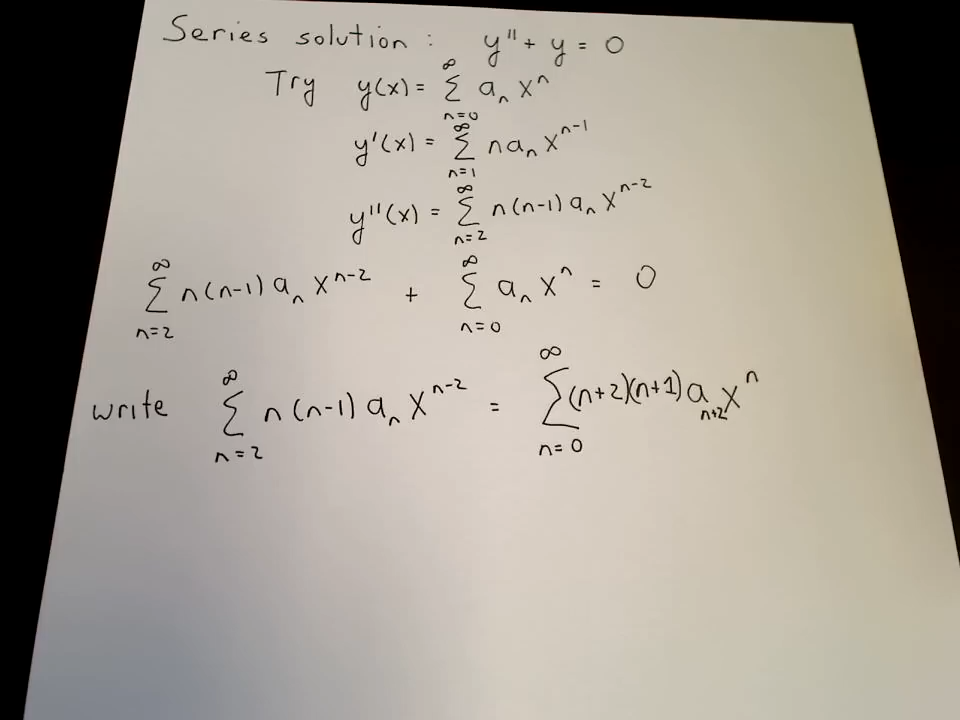 Series solution : y'' + y = 0
Try y(x) = ∑_{n=0}^{∞} a_n x^n
y'(x) = ∑_{n=1}^{∞} n a_n x^{n-1}
y''(x) = ∑_{n=2}^{∞} n(n-1) a_n x^{n-2}
∑_{n=2}^{∞} n(n-1) a_n x^{n-2} + ∑_{n=0}^{∞} a_n x^n = 0
write ∑_{n=2}^{∞} n(n-1) a_n x^{n-2} = ∑_{n=0}^{∞} (n+2)(n+1) a_{n+2} x^n